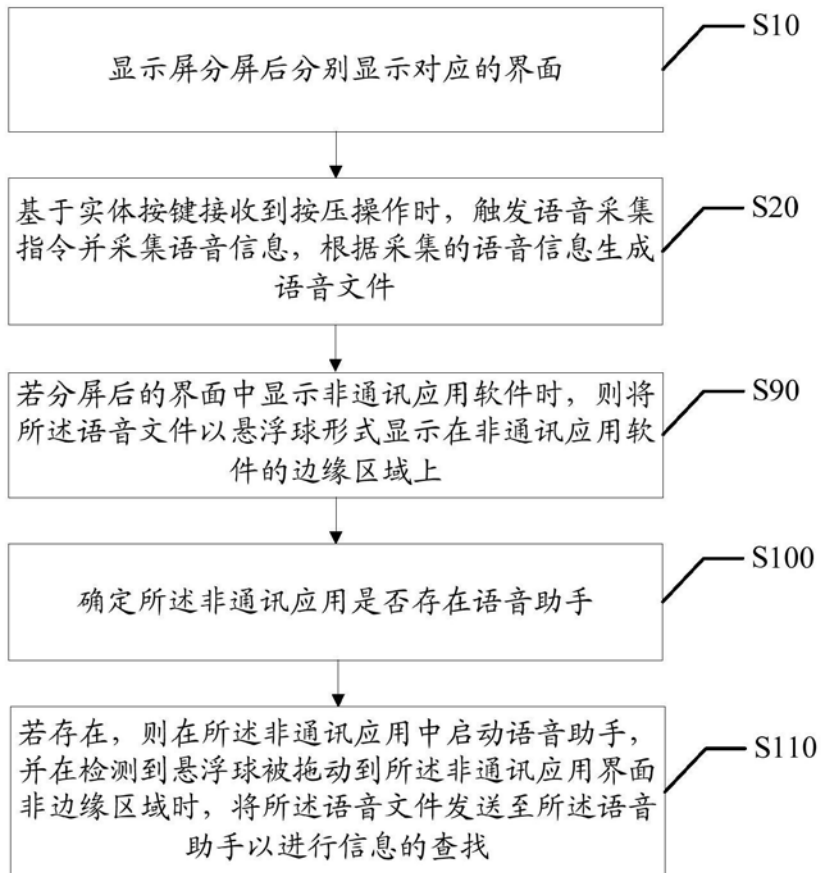 显示屏分屏后分别显示对应的界面
S10
基于实体按键接收到按压操作时，触发语音采集
指令并采集语音信息，根据采集的语音信息生成
语音文件
S20
若分屏后的界面中显示非通讯应用软件时，则将
所述语音文件以悬浮球形式显示在非通讯应用软
件的边缘区域上
S90
确定所述非通讯应用是否存在语音助手
S100
若存在，则在所述非通讯应用中启动语音助手，
并在检测到悬浮球被拖动到所述非通讯应用界面
非边缘区域时，将所述语音文件发送至所述语音
助手以进行信息的查找
S110